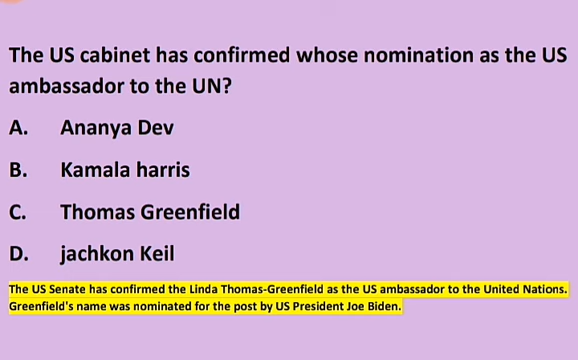 The US cabinet has confirmed whose nomination as the US
ambassador to the UN?
A. Ananya Dev
B. Kamala harris
C. Thomas Greenfield
D. jachkon Keil
The US Senate has confirmed the Linda Thomas-Greenfield as the US ambassador to the United Nations.
Greenfield's name was nominated for the post by US President Joe Biden.